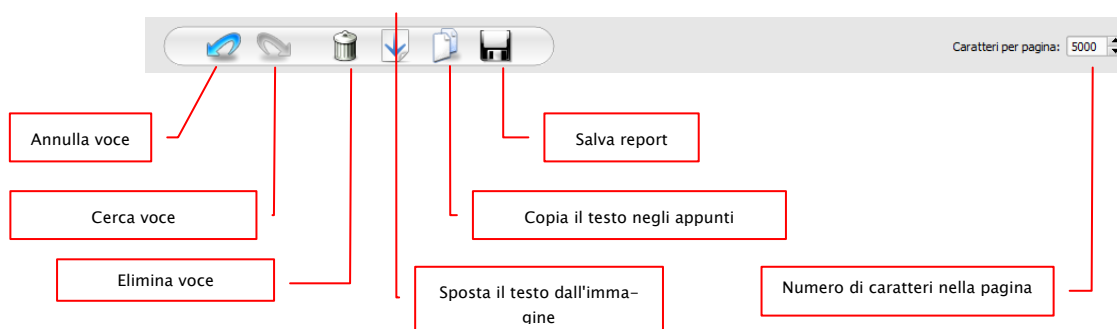 Caratteri per pagina: 5000
Annulla voce
Salva report
Cerca voce
Copia il testo negli appunti
Elimina voce
Sposta il testo dall'imma-
gine
Numero di caratteri nella pagina